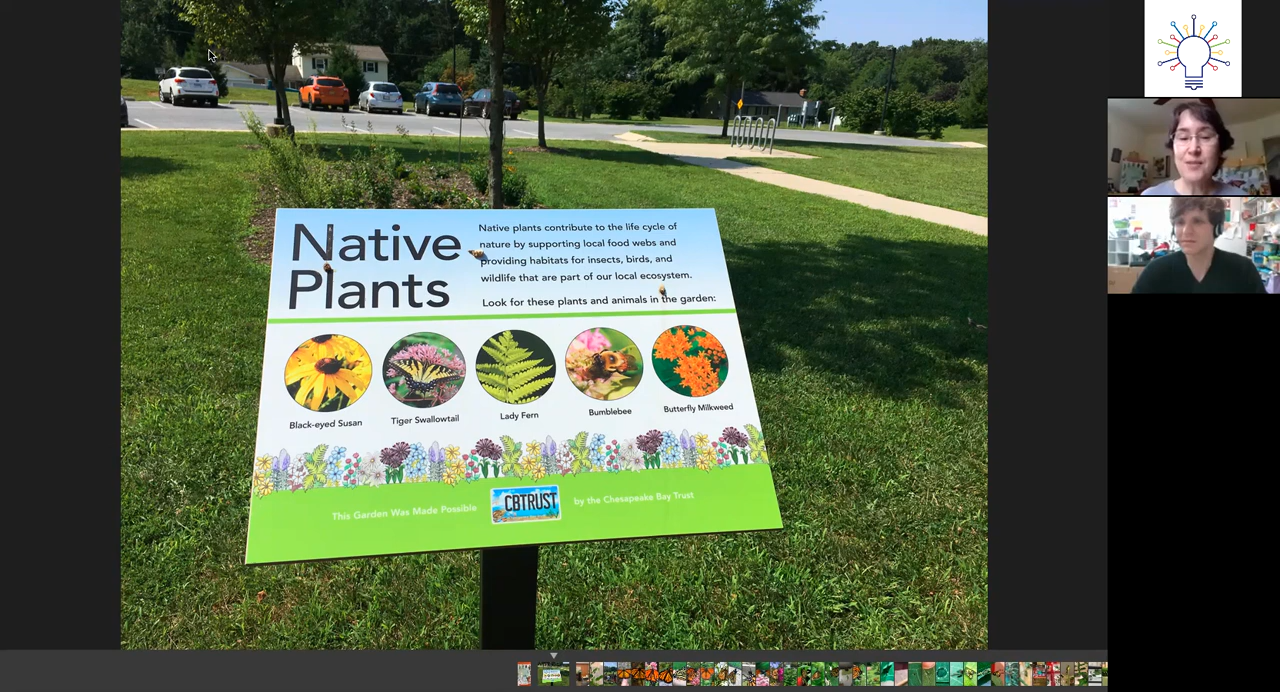 Native
Plants
Native plants contribute to the life cycle of
nature by supporting local food webs and
providing habitats for insects, birds, and
wildlife that are part of our local ecosystem.
Look for these plants and animals in the garden:
Black-eyed Susan
Tiger Swallowtail
Lady Fern
Bumblebee
Butterfly Milkweed
This Garden Was Made Possible
CBTRUST
by the Chesapeake Bay Trust